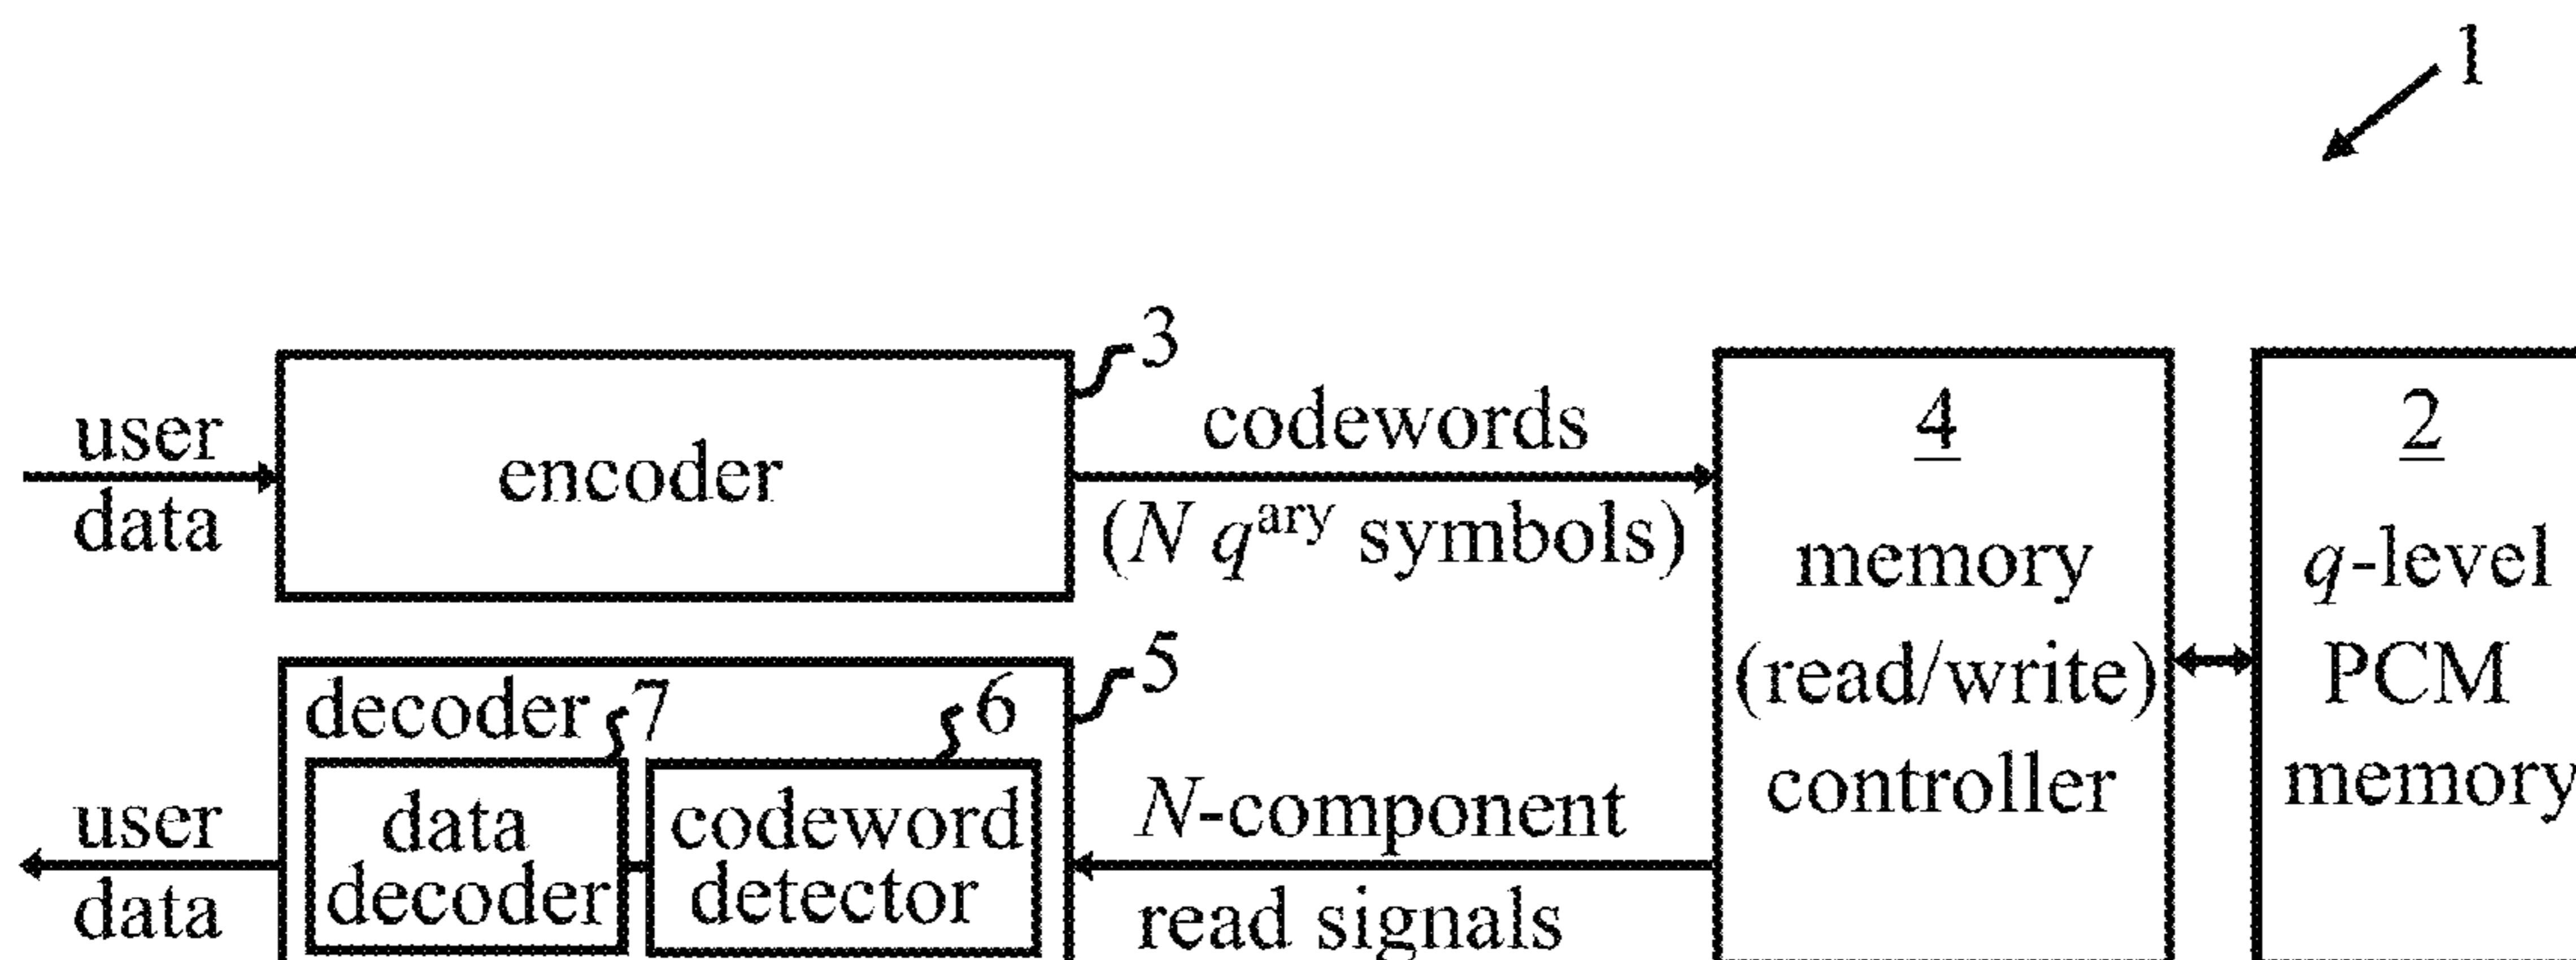 1
3
user
data
encoder
codewords
(N q^ary symbols)
4
memory
(read/write)
controller
2
q-level
PCM
memory
5
decoder
7
6
user
data
data
decoder
codeword
detector
N-component
read signals